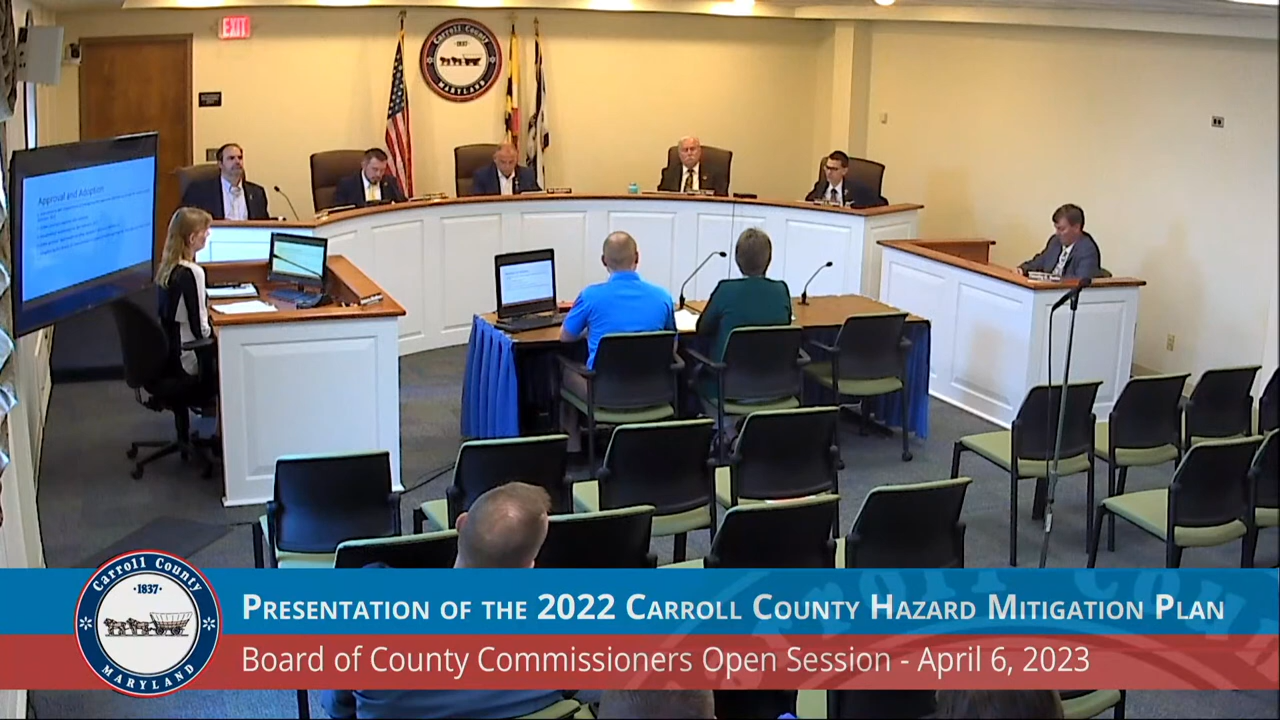 EXIT
Carroll County
1837
MARYLAND
Approval and Adoption
Carroll County
·1837·
MARYLAND
PRESENTATION OF THE 2022 CARROLL COUNTY HAZARD MITIGATION PLAN
Board of County Commissioners Open Session - April 6, 2023